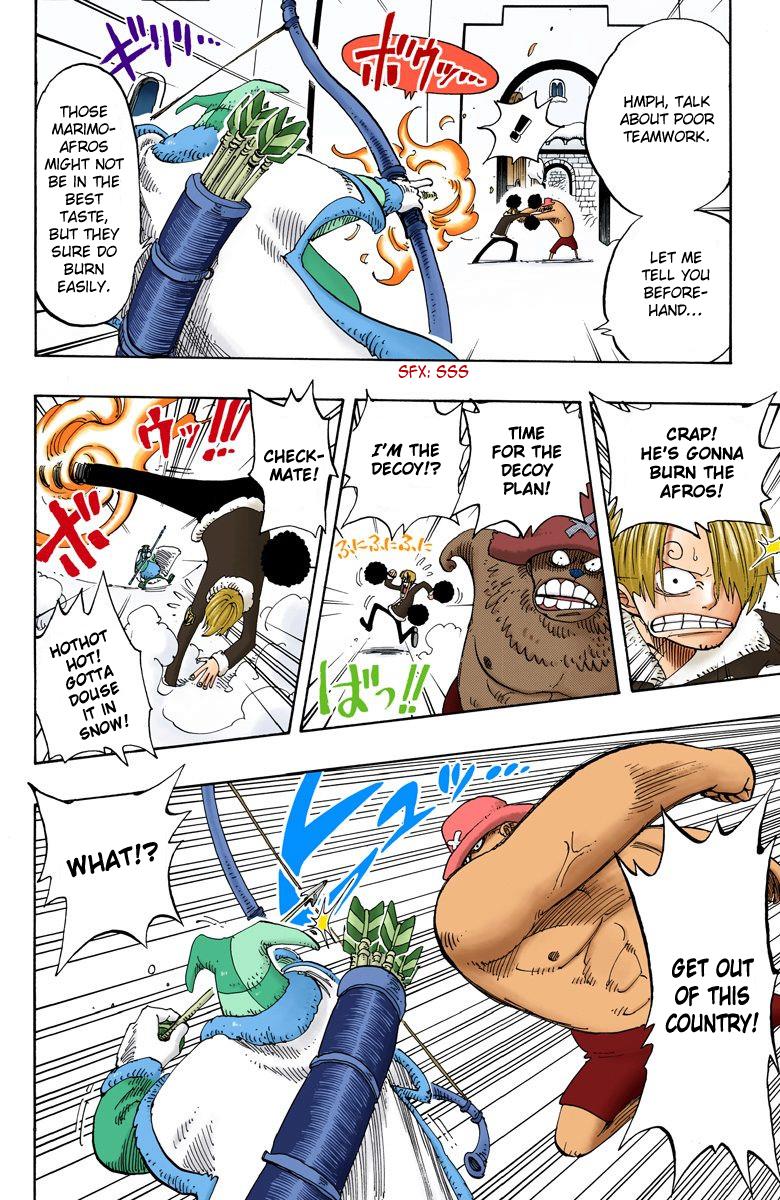 HMPH, TALK
ABOUT POOR
TEAMWORK.
LET ME
TELL YOU
BEFORE-
HAND...
!
ボウッ…
ギリリ…
THOSE
MARIMO-
AFROS
MIGHT NOT
BE IN THE
BEST
TASTE,
BUT THEY
SURE DO
BURN
EASILY.
SFX: SSS
CRAP!
HE'S GONNA
BURN THE
AFROS!
TIME
FOR THE
DECOY
PLAN!
I'M THE
DECOY!?
ふにふにふに
ばっ!!
CHECK-
MATE!
ボウッ!!!
HOTHOT
HOT!
GOTTA
DOUSE
IT IN
SNOW!
GET OUT
OF THIS
COUNTRY!
ビュッ…
WHAT!?